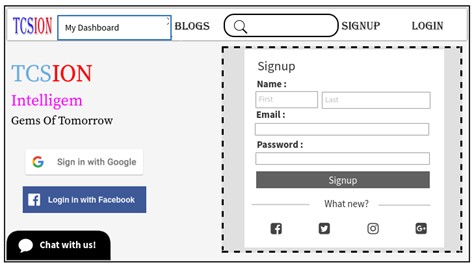 TCSION My Dashboard BLOGS SIGNUP LOGIN
TCSION
Intelligem
Gems Of Tomorrow
Sign in with Google
Log in with Facebook
Chat with us!
Signup
Name :
First Last
Email :
Password :
Signup
What new?